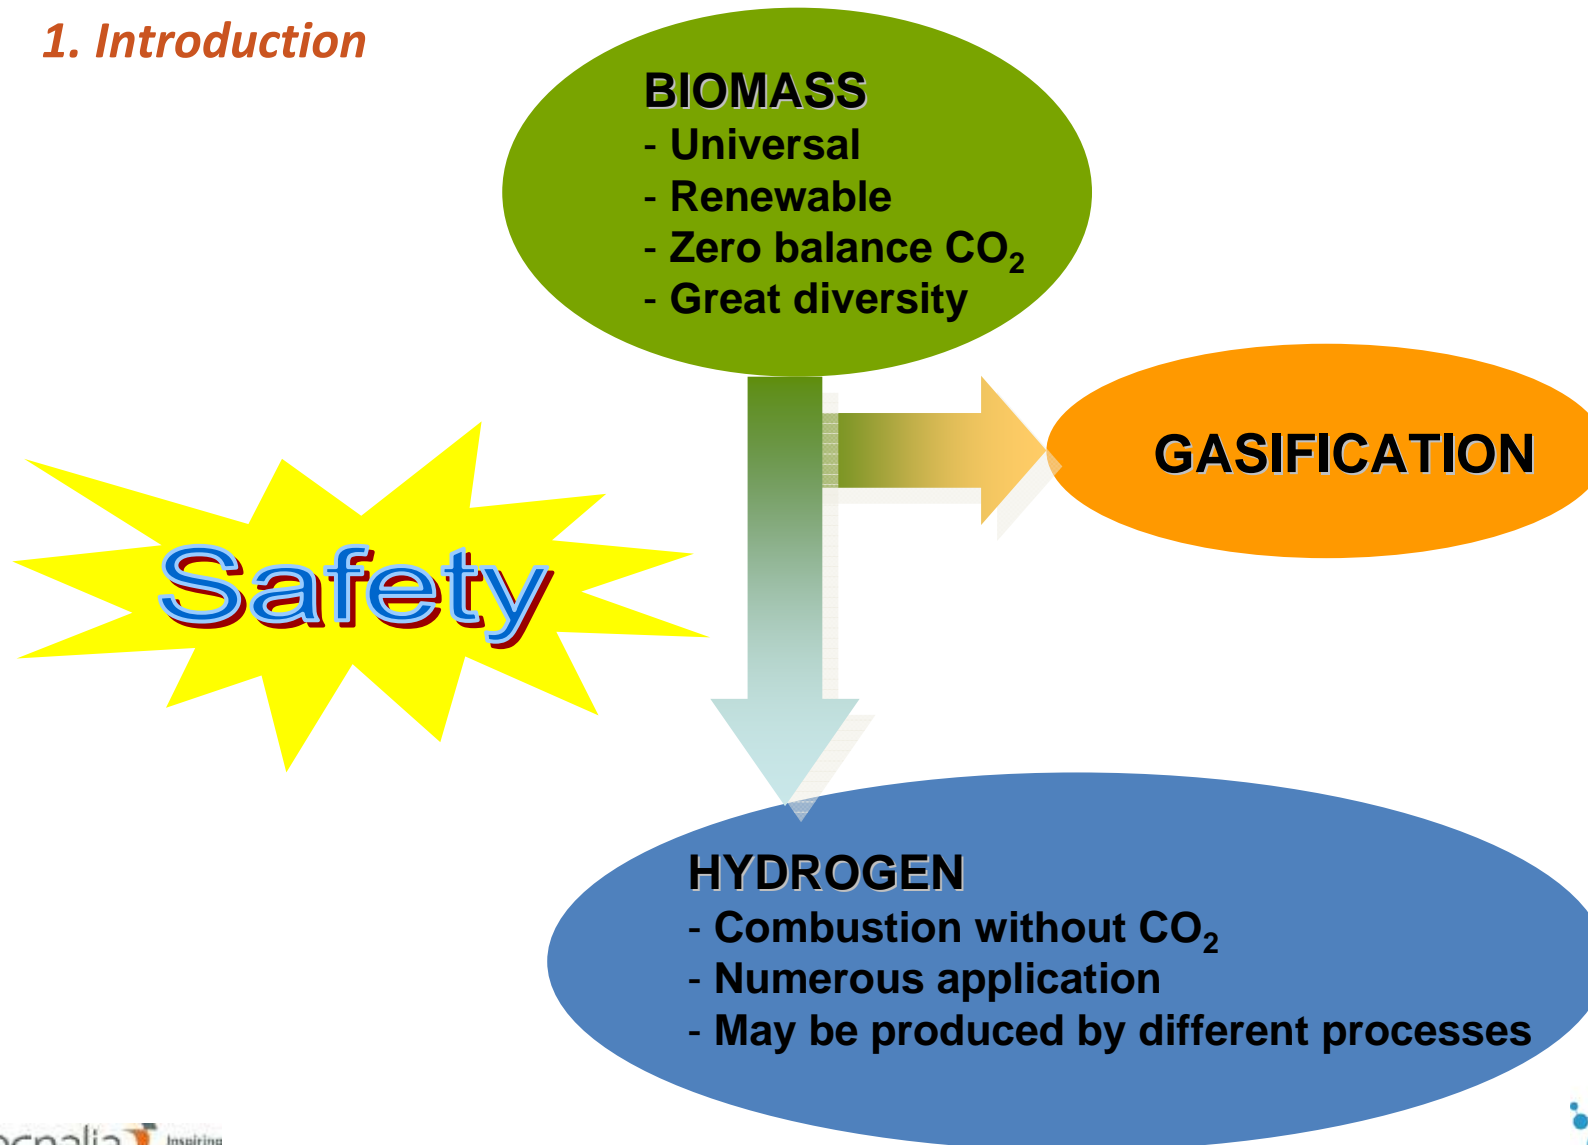 1. Introduction
BIOMASS
- Universal
- Renewable
- Zero balance CO₂
- Great diversity
GASIFICATION
Safety
HYDROGEN
- Combustion without CO₂
- Numerous application
- May be produced by different processes
Inspiring